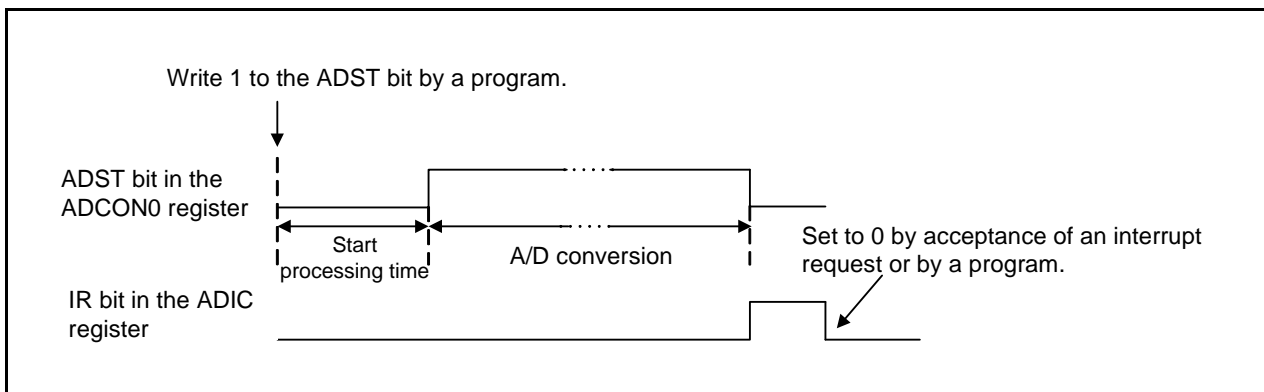 Write 1 to the ADST bit by a program.
ADST bit in the
ADCON0 register
Start
processing time
A/D conversion
Set to 0 by acceptance of an interrupt
request or by a program.
IR bit in the ADIC
register